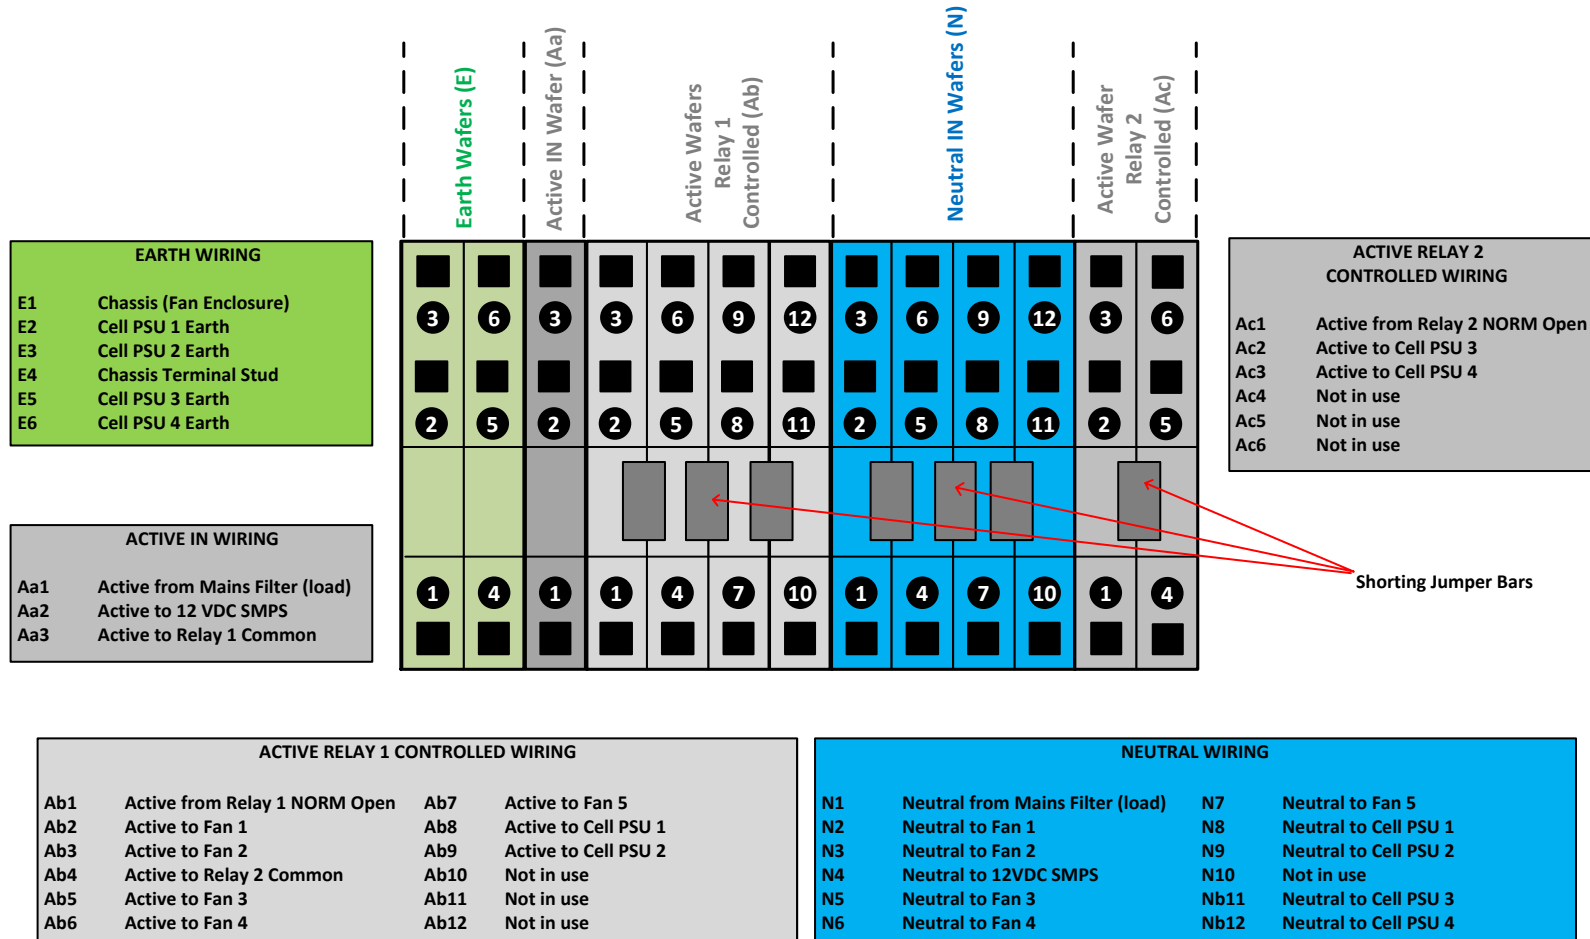 Earth Wafers (E)
Active IN Wafer (Aa)
Active Wafers
Relay 1
Controlled (Ab)
Neutral IN Wafers (N)
Active Wafer
Relay 2
Controlled (Ac)
EARTH WIRING
E1 Chassis (Fan Enclosure)
E2 Cell PSU 1 Earth
E3 Cell PSU 2 Earth
E4 Chassis Terminal Stud
E5 Cell PSU 3 Earth
E6 Cell PSU 4 Earth
3 6 3 3 6 9 12 3 6 9 12 3 6
2 5 2 2 5 8 11 2 5 8 11 2 5
1 4 1 1 4 7 10 1 4 7 10 1 4
ACTIVE RELAY 2
CONTROLLED WIRING
Ac1 Active from Relay 2 NORM Open
Ac2 Active to Cell PSU 3
Ac3 Active to Cell PSU 4
Ac4 Not in use
Ac5 Not in use
Ac6 Not in use
ACTIVE IN WIRING
Aa1 Active from Mains Filter (load)
Aa2 Active to 12 VDC SMPS
Aa3 Active to Relay 1 Common
Shorting Jumper Bars
ACTIVE RELAY 1 CONTROLLED WIRING
Ab1 Active from Relay 1 NORM Open Ab7 Active to Fan 5
Ab2 Active to Fan 1 Ab8 Active to Cell PSU 1
Ab3 Active to Fan 2 Ab9 Active to Cell PSU 2
Ab4 Active to Relay 2 Common Ab10 Not in use
Ab5 Active to Fan 3 Ab11 Not in use
Ab6 Active to Fan 4 Ab12 Not in use
NEUTRAL WIRING
N1 Neutral from Mains Filter (load) N7 Neutral to Fan 5
N2 Neutral to Fan 1 N8 Neutral to Cell PSU 1
N3 Neutral to Fan 2 N9 Neutral to Cell PSU 2
N4 Neutral to 12VDC SMPS N10 Not in use
N5 Neutral to Fan 3 Nb11 Neutral to Cell PSU 3
N6 Neutral to Fan 4 Nb12 Neutral to Cell PSU 4